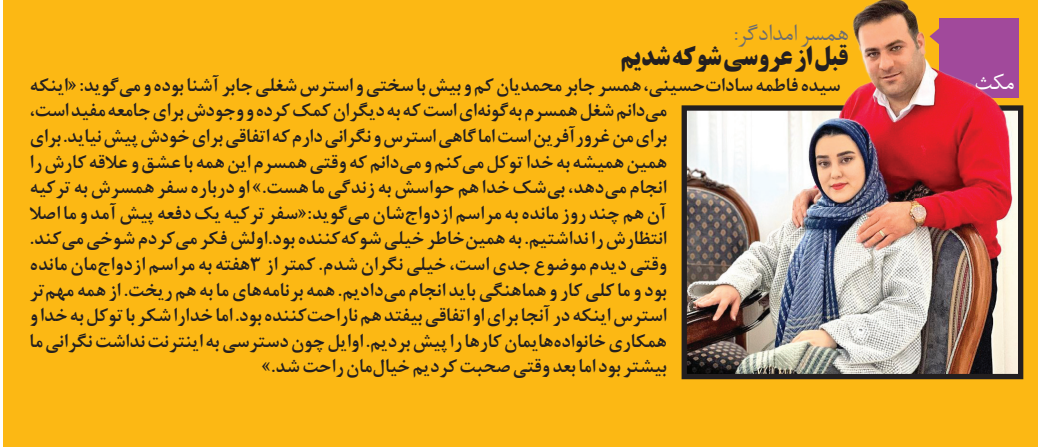 مکث
همسر امدادگر:
قبل از عروسی شوکه شدیم
سیده فاطمه سادات حسینی، همسر جابر محمدیان کم و بیش با سختی و استرس شغلی جابر آشنا بوده و می‌گوید: «اینکه
می‌دانم شغل همسرم به‌گونه‌ای است که به دیگران کمک کرده و وجودش برای جامعه مفید است،
برای من غرورآفرین است اما گاهی استرس و نگرانی دارم که اتفاقی برای خودش پیش نیاید. برای
همین همیشه به خدا توکل می‌کنم و می‌دانم که وقتی همسرم این همه با عشق و علاقه کارش را
انجام می‌دهد، بی‌شک خدا هم حواسش به زندگی ما هست.» او درباره سفر همسرش به ترکیه
آن هم چند روز مانده به مراسم ازدواج‌شان می‌گوید:«سفر ترکیه یک دفعه پیش آمد و ما اصلا
انتظارش را نداشتیم. به همین خاطر خیلی شوکه‌کننده بود.اولش فکر می‌کردم شوخی می‌کند.
وقتی دیدم موضوع جدی است، خیلی نگران شدم. کمتر از ۳هفته به مراسم ازدواج‌مان مانده
بود و ما کلی کار و هماهنگی باید انجام می‌دادیم. همه برنامه‌های ما به هم ریخت. از همه مهم‌تر
استرس اینکه در آنجا برای او اتفاقی بیفتد هم ناراحت‌کننده بود. اما خدارا شکر با توکل به خدا و
همکاری خانواده‌هایمان کارها را پیش بردیم. اوایل چون دسترسی به اینترنت نداشت نگرانی ما
بیشتر بود اما بعد وقتی صحبت کردیم خیال‌مان راحت شد.»